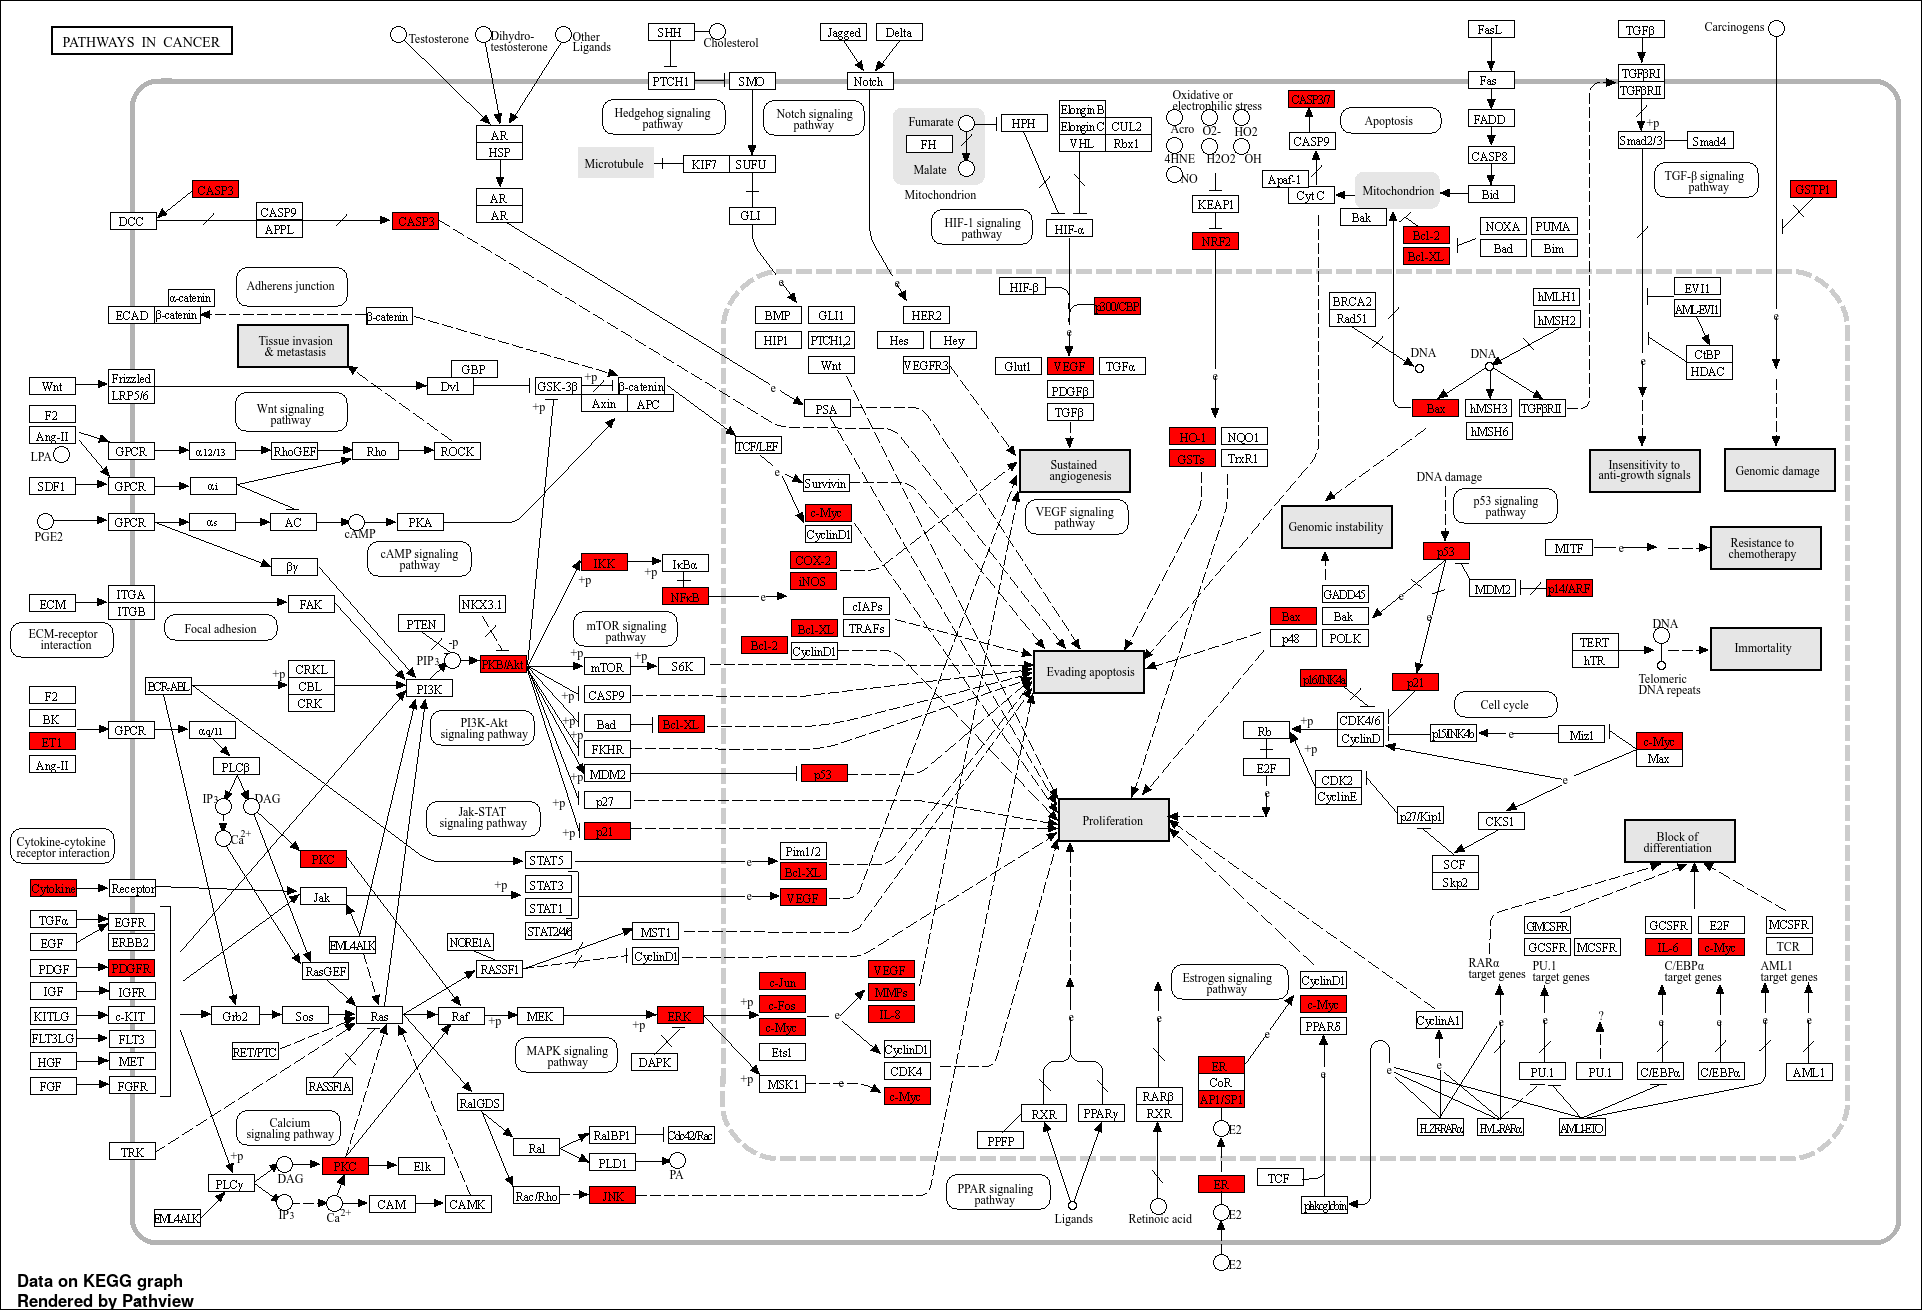 PATHWAYS IN CANCER
Testosterone
Dihydro-
testosterone
Other
Ligands
SHH
Cholesterol
Jagged
Delta
FasL
TGFβ
Carcinogens
PTCH1
SMO
Notch
Fas
TGFβRI
TGFβRII
Hedgehog signaling
pathway
Notch signaling
pathway
Oxidative or
electrophilic stress
CASP3/7
Apoptosis
FADD
+p
AR
HSP
Fumarate
FH
Malate
Mitochondrion
HPH
Elongin B
Elongin C
CUL2
VHL
Rbx1
Acro
O2-
HO2
4HNE
H2O2
OH
NO
CASP9
CASP8
Smad2/3
Smad4
Microtubule
KIF7
SUFU
Apaf-1
Cyt C
Mitochondrion
Bid
TGF-β signaling
pathway
GSTP1
CASP3
DCC
CASP9
APPL
CASP3
AR
AR
GLI
HIF-1 signaling
pathway
HIF-α
KEAP1
NRF2
Bak
Bcl-2
Bcl-XL
NOXA
PUMA
Bad
Bim
Adherens junction
α-catenin
ECAD
β-catenin
β-catenin
Tissue invasion
& metastasis
e
e
BMP
GLI1
HIP1
PTCH1,2
Wnt
HER2
Hes
Hey
VEGFR3
HIF-β
p300/CBP
e
Glut1
VEGF
TGFα
PDGFβ
TGFβ
BRCA2
Rad51
hMLH1
hMSH2
DNA
DNA
EVI1
AML-EVI1
CtBP
HDAC
e
e
e
Wnt
Frizzled
LRP5/6
Dvl
GBP
GSK-3β
+p
β-catenin
Axin
APC
+p
F2
Wnt signaling
pathway
e
PSA
Bax
hMSH3
TGFβRII
hMSH6
Ang-II
LPA
GPCR
α12/13
RhoGEF
Rho
ROCK
TCF/LEF
e
HO-1
NQO1
GSTs
TrxR1
SDF1
GPCR
αi
Survivin
c-Myc
CyclinD1
Sustained
angiogenesis
VEGF signaling
pathway
Insensitivity to
anti-growth signals
Genomic damage
DNA damage
p53 signaling
pathway
Genomic instability
PGE2
GPCR
αs
AC
cAMP
PKA
cAMP signaling
pathway
βγ
IKK
+p
+p
IκBα
NFκB
e
COX-2
iNOS
p53
MITF
e
Resistance to
chemotherapy
MDM2
p14/ARF
ECM
ITGA
ITGB
FAK
Focal adhesion
ECM-receptor
interaction
NKX3.1
PTEN
-p
PIP3
PKB/Akt
mTOR signaling
pathway
cIAPs
Bcl-XL
TRAFs
Bcl-2
CyclinD1
GADD45
Bax
Bak
p48
POLK
e
e
TERT
hTR
DNA
Telomeric
DNA repeats
Immortality
+p
mTOR
+p
S6K
Evading apoptosis
BCR-ABL
+p
CRKL
CBL
CRK
PI3K
+p
CASP9
p16/INK4a
p21
F2
BK
ET1
Ang-II
GPCR
αq/11
PI3K-Akt
signaling pathway
+p
Bad
Bcl-XL
+p
FKHR
Cell cycle
Rb
+p
CDK4/6
CyclinD
p15/INK4b
e
Miz1
c-Myc
Max
+p
PLCβ
IP3
DAG
Ca2+
+p
MDM2
p53
+p
p27
E2F
e
CDK2
CyclinE
e
p27/Kip1
CKS1
SCF
Skp2
Jak-STAT
signaling pathway
+p
p21
Proliferation
Block of
differentiation
Cytokine-cytokine
receptor interaction
PKC
STAT5
e
Pim1/2
Bcl-XL
Cytokine
Receptor
Jak
+p
STAT3
STAT1
STAT2/4/6
e
VEGF
TGFα
EGF
EGFR
ERBB2
EML4ALK
NORE1A
RASSF1
MST1
CyclinD1
PDGF
PDGFR
RasGEF
IGF
IGFR
KITLG
c-KIT
Grb2
Sos
Ras
Raf
+p
MEK
+p
ERK
+p
c-Jun
c-Fos
c-Myc
Ets1
e
VEGF
MMPs
IL-8
CyclinD1
CDK4
FLT3LG
FLT3
RET/PTC
MAPK signaling
pathway
DAPK
HGF
MET
RASSF1A
+p
MSK1
e
c-Myc
FGF
FGFR
RalGDS
Calcium
signaling pathway
TRK
+p
PLCγ
DAG
PKC
Elk
IP3
Ca2+
CAM
CAMK
EML4ALK
Ral
RalBP1
Cdc42/Rac
PLD1
PA
Rac/Rho
JNK
Estrogen signaling
pathway
CyclinD1
c-Myc
PPARδ
e
e
ER
CoR
AP1/SP1
E2
ER
E2
E2
e
e
RXR
PPARγ
PPFP
RARβ
RXR
PPAR signaling
pathway
Ligands
Retinoic acid
TCF
plakoglobin
RARα
target genes
GMCSFR
GCSFR
MCSFR
PU.1
target genes
GCSFR
E2F
IL-6
c-Myc
C/EBPα
target genes
MCSFR
TCR
AML1
target genes
CyclinA1
?
e
e
e
e
e
e
e
e
PU.1
PU.1
C/EBPα
C/EBPα
AML1
PLZF-RARα
PML-RARα
AML1-ETO
Data on KEGG graph
Rendered by Pathview